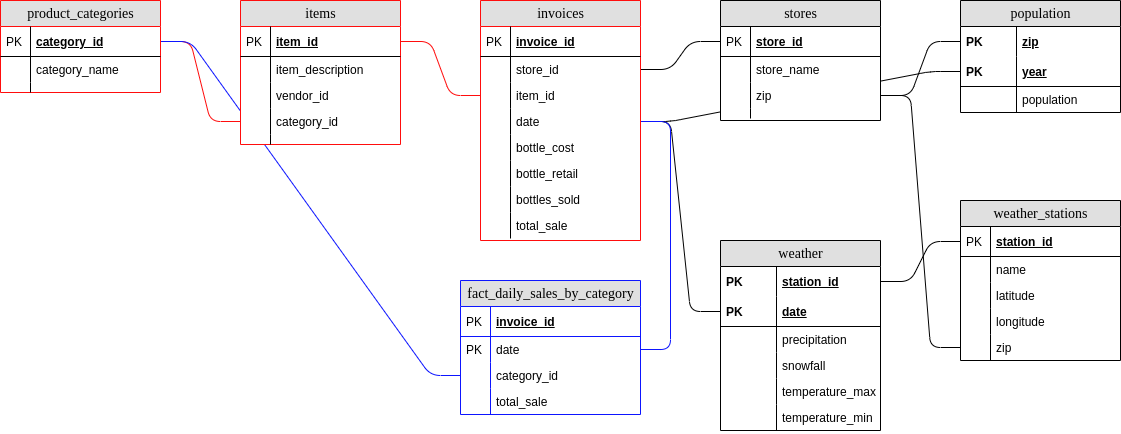 product_categories
PK category_id
category_name
items
PK item_id
item_description
vendor_id
category_id
invoices
PK invoice_id
store_id
item_id
date
bottle_cost
bottle_retail
bottles_sold
total_sale
stores
PK store_id
store_name
zip
population
PK zip
PK year
population
fact_daily_sales_by_category
PK invoice_id
PK date
category_id
total_sale
weather
PK station_id
PK date
precipitation
snowfall
temperature_max
temperature_min
weather_stations
PK station_id
name
latitude
longitude
zip